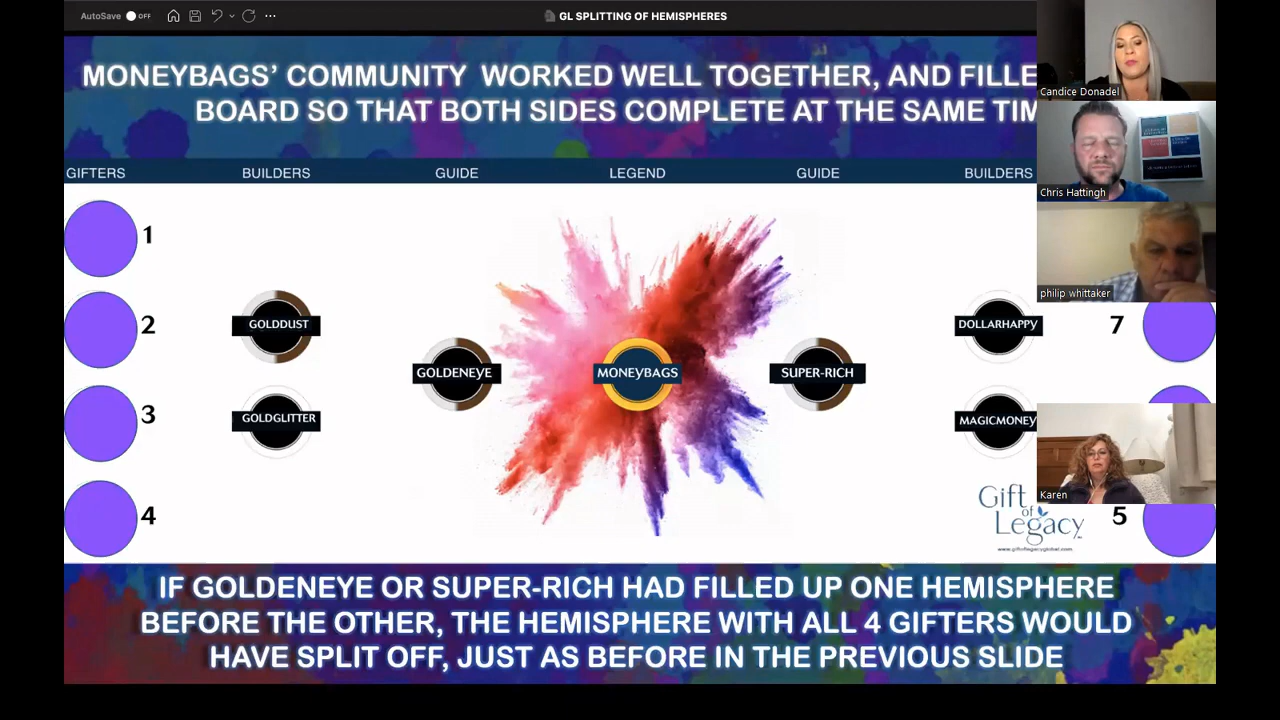 AutoSave OFF
GL SPLITTING OF HEMISPHERES
MONEYBAGS' COMMUNITY WORKED WELL TOGETHER, AND FILLE
BOARD SO THAT BOTH SIDES COMPLETE AT THE SAME TIM
GIFTERS BUILDERS GUIDE LEGEND GUIDE BUILDERS
1
2
3
4
GOLDDUST
GOLDGLITTER
GOLDENEYE
MONEYBAGS
SUPER-RICH
DOLLARHAPPY
MAGICMONEY
7
5
Gift
of
Legacy
www.giftoflegacyglobal.com
IF GOLDENEYE OR SUPER-RICH HAD FILLED UP ONE HEMISPHERE
BEFORE THE OTHER, THE HEMISPHERE WITH ALL 4 GIFTERS WOULD
HAVE SPLIT OFF, JUST AS BEFORE IN THE PREVIOUS SLIDE
Candice Donadel
Chris Hattingh
philip whittaker
Karen